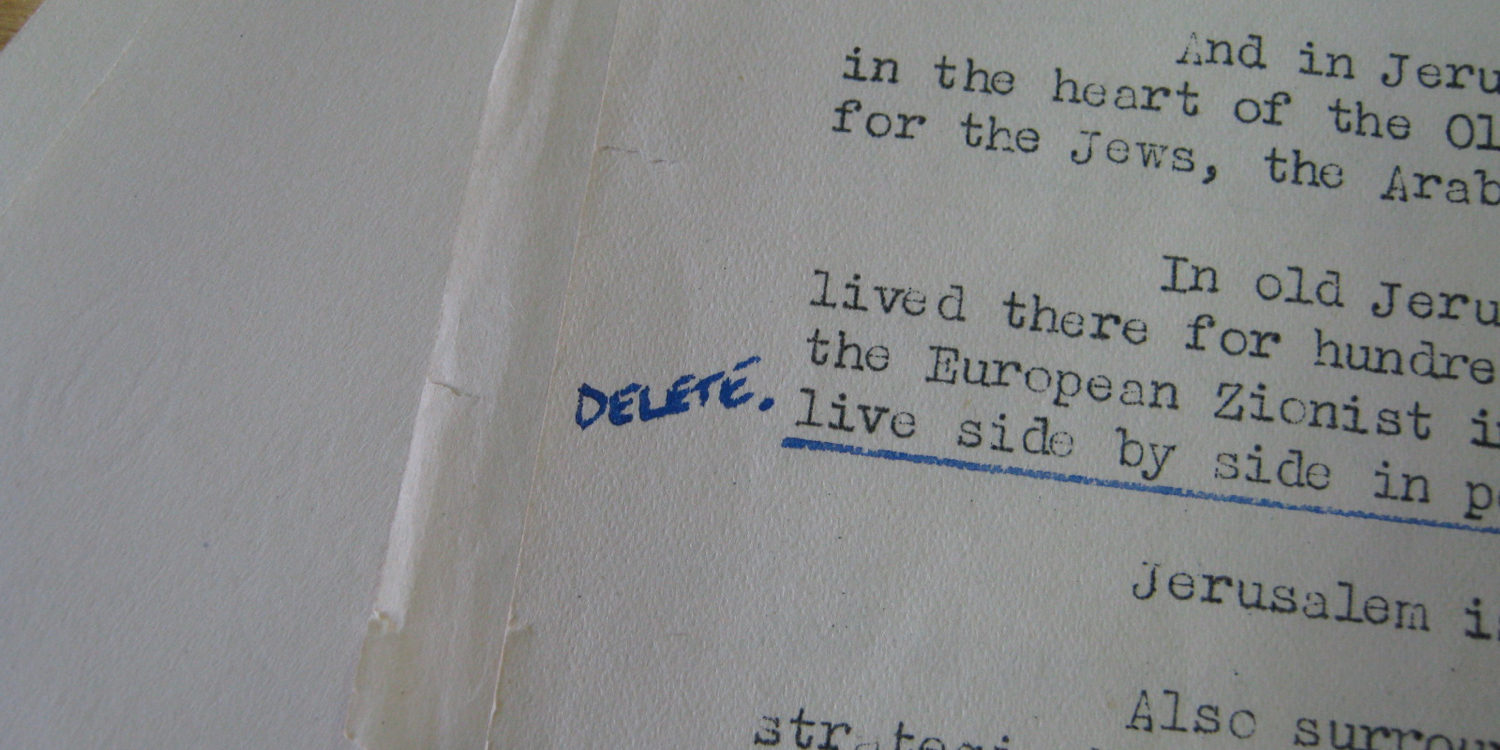 And in Jeru
in the heart of the Ol
for the Jews, the Arab
In old Jeru
lived there for hundre
the European Zionist i
DELETE. live side by side in p
Jerusalem i
Also surrou